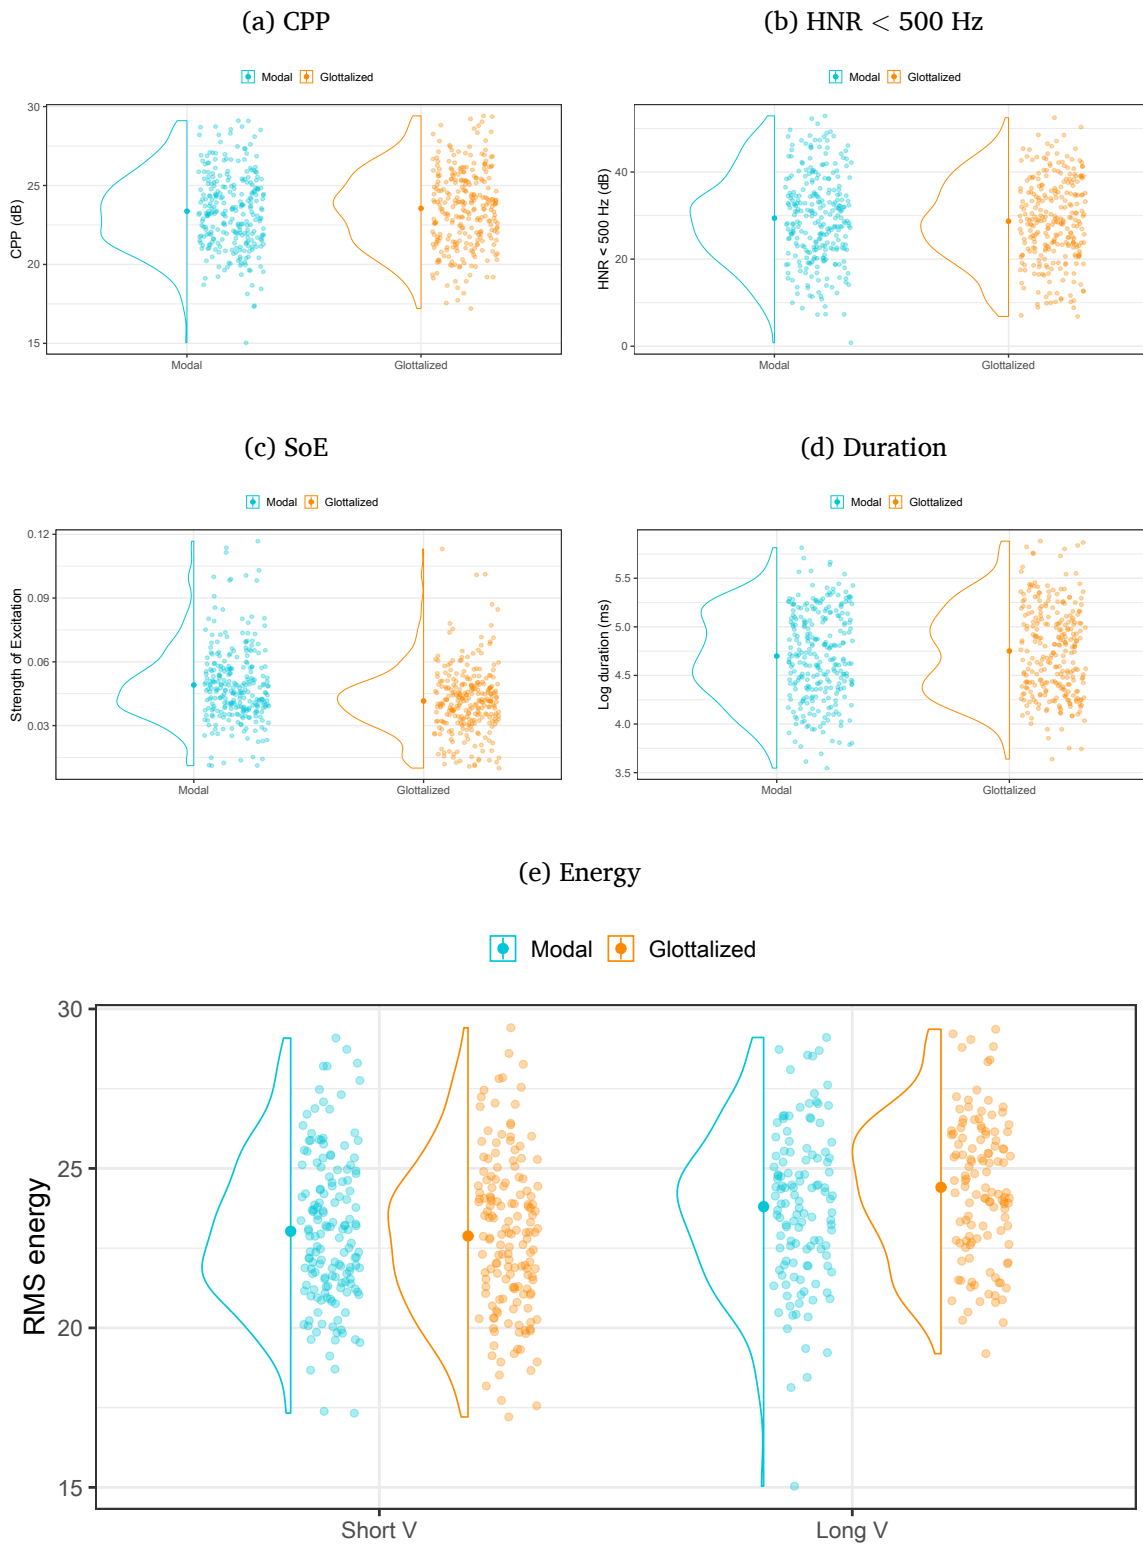 (a) CPP
(b) HNR < 500 Hz
Modal Glottalized
Modal Glottalized
CPP (dB)
30
25
20
15
Modal Glottalized
HNR < 500 Hz (dB)
40
20
0
Modal Glottalized
(c) SoE
(d) Duration
Modal Glottalized
Modal Glottalized
Strength of Excitation
0.12
0.09
0.06
0.03
Modal Glottalized
Log duration (ms)
5.5
5.0
4.5
4.0
3.5
Modal Glottalized
(e) Energy
Modal Glottalized
RMS energy
30
25
20
15
Short V Long V